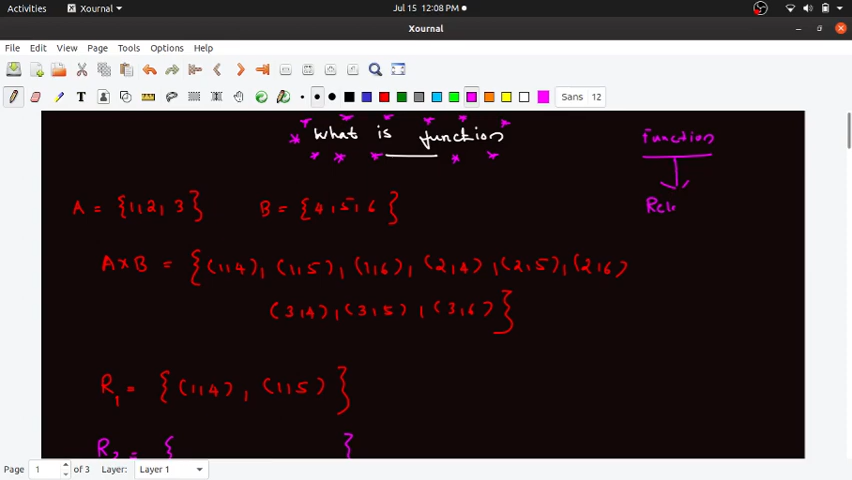 Activities Xournal Jul 15 12:08 PM
Xournal
File Edit View Page Tools Options Help
Sans 12
What is function
Function
Rel
A = {1,2,3} B = {4,5,6}
A×B = {(1,4), (1,5), (1,6), (2,4), (2,5), (2,6)
(3,4), (3,5), (3,6)}
R₁ = {(1,4), (1,5)}
R₂ = { }
Page 1 of 3 Layer: Layer 1